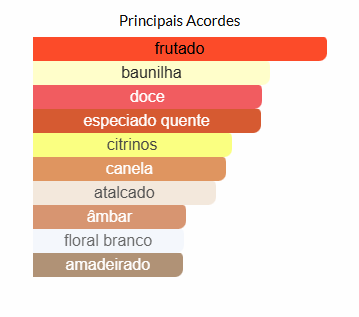 Principais Acordes
frutado
baunilha
doce
especiado quente
citrinos
canela
atalcado
âmbar
floral branco
amadeirado